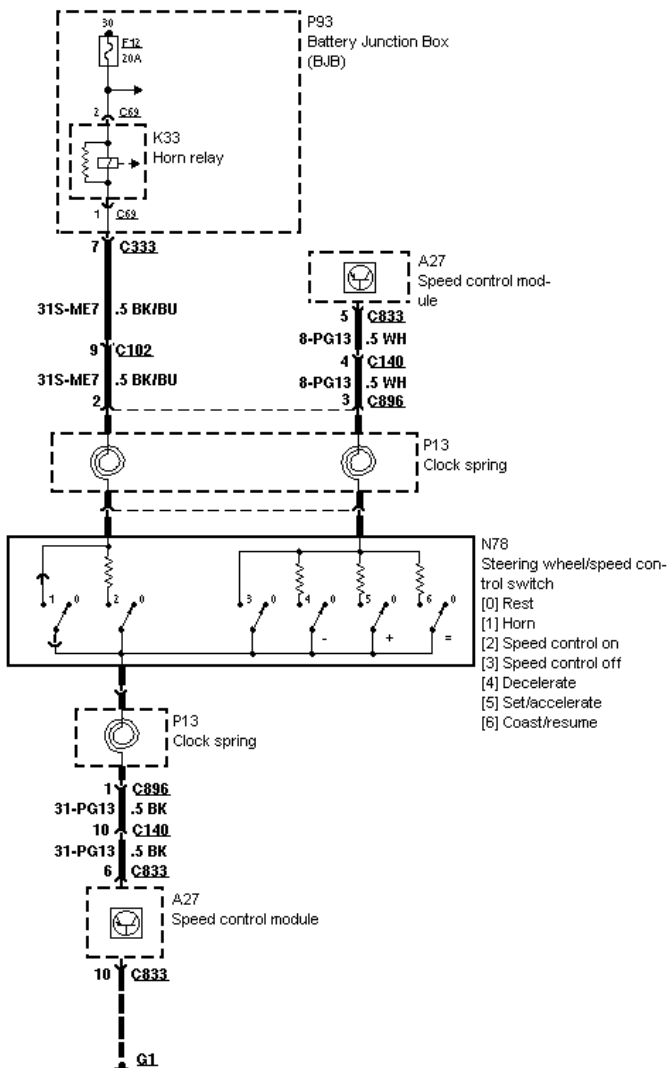 30
P93
Battery Junction Box
(BJB)
F12
20A
2 C69
K33
Horn relay
1 C69
7 C333
A27
Speed control mod-
ule
31S-ME7 .5 BK/BU
5 C833
8-PG13 .5 WH
9 C102
4 C140
31S-ME7 .5 BK/BU
8-PG13 .5 WH
2
3 C896
P13
Clock spring
N78
Steering wheel/speed con-
trol switch
[0] Rest
[1] Horn
[2] Speed control on
[3] Speed control off
[4] Decelerate
[5] Set/accelerate
[6] Coast/resume
1 0 2 0 3 0 4 0 5 0 6 0
- + =
P13
Clock spring
1 C896
31-PG13 .5 BK
10 C140
31-PG13 .5 BK
6 C833
A27
Speed control module
10 C833
G1